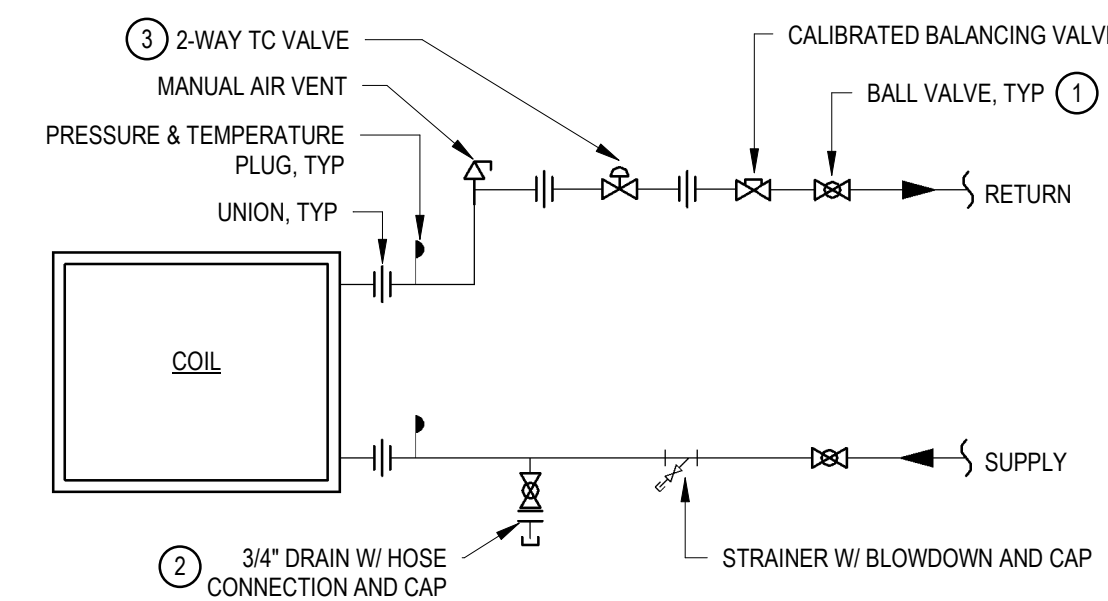 3 2-WAY TC VALVE
CALIBRATED BALANCING VALV
MANUAL AIR VENT
BALL VALVE, TYP 1
PRESSURE & TEMPERATURE
PLUG, TYP
UNION, TYP
RETURN
COIL
SUPPLY
2 3/4" DRAIN W/ HOSE
CONNECTION AND CAP
STRAINER W/ BLOWDOWN AND CAP